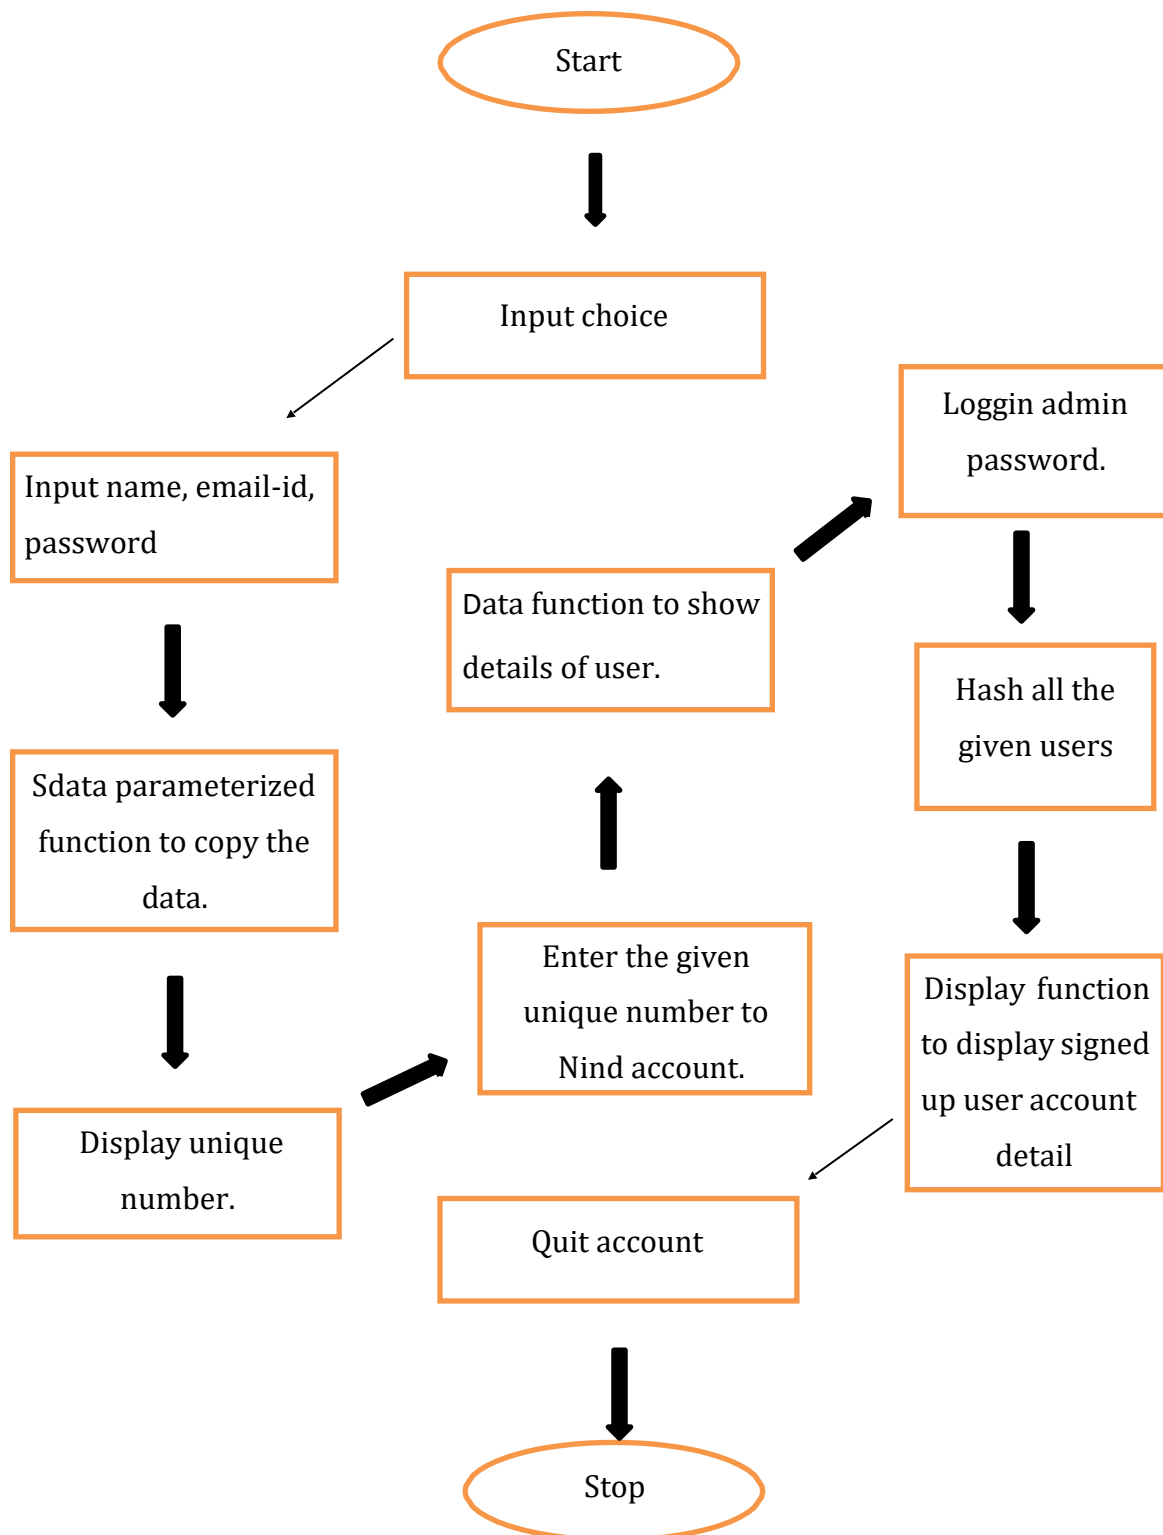 Start
Input choice
Input name, email-id,
password
Sdata parameterized
function to copy the
data.
Display unique
number.
Enter the given
unique number to
Nind account.
Data function to show
details of user.
Loggin admin
password.
Hash all the
given users
Display function
to display signed
up user account
detail
Quit account
Stop